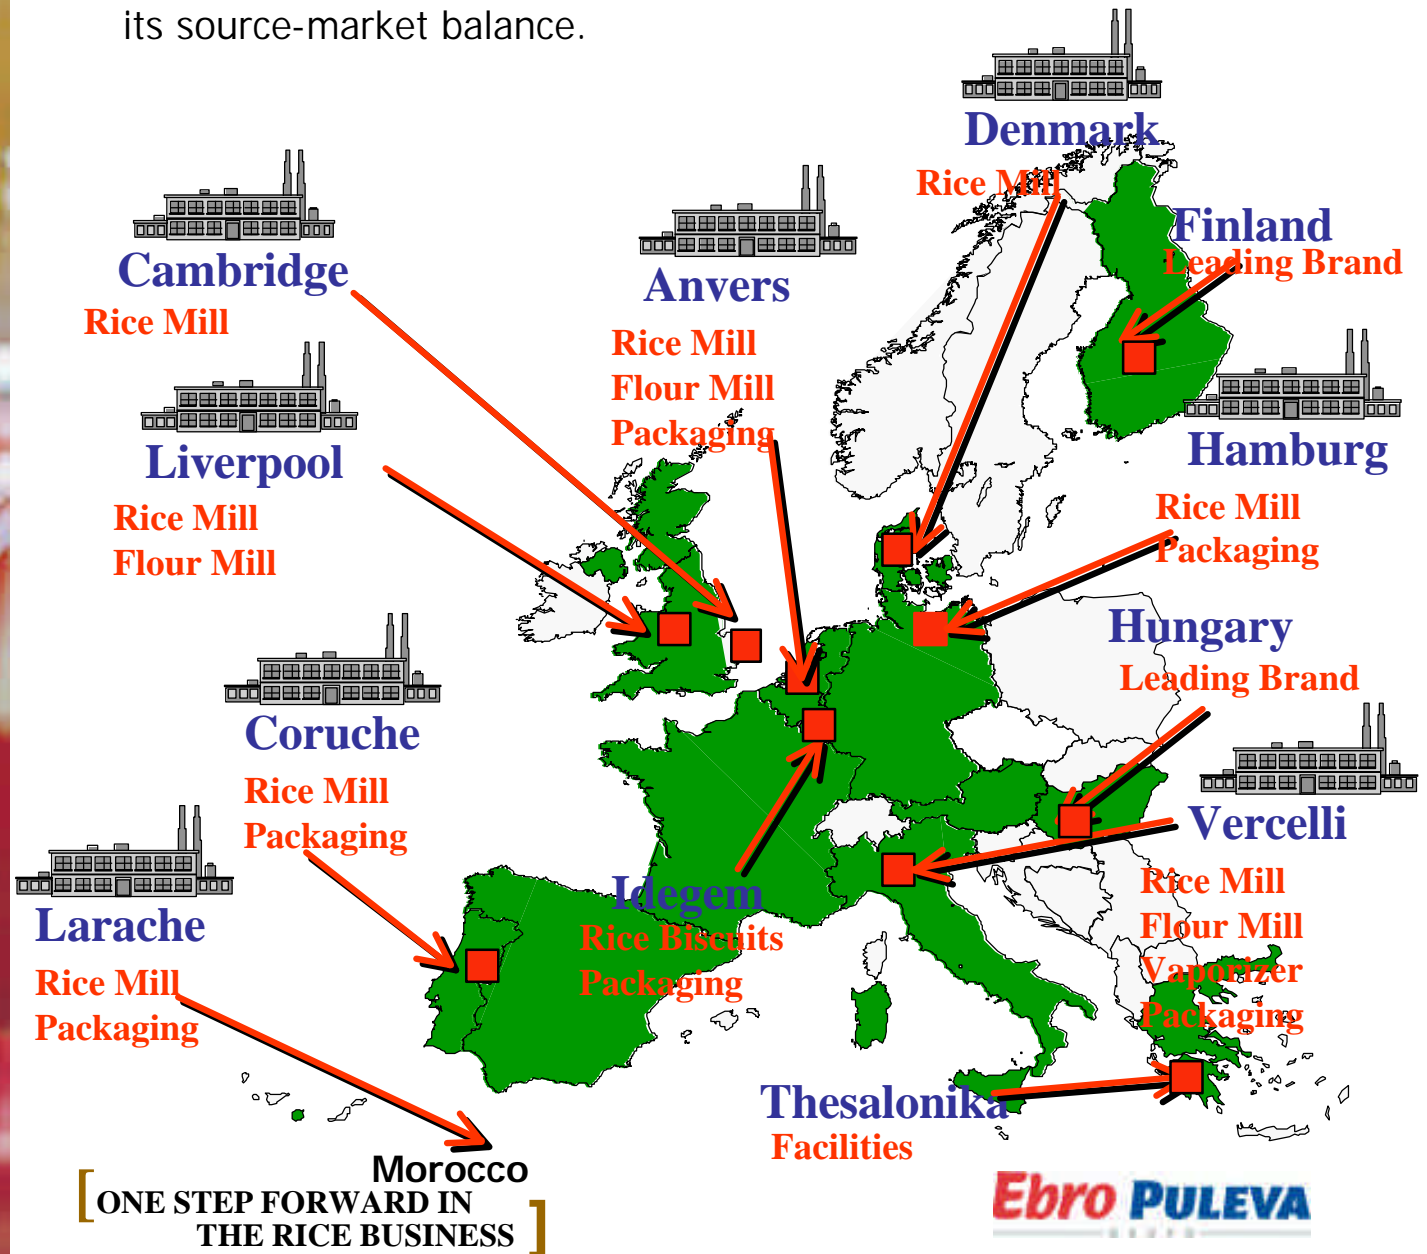 its source-market balance.
Denmark
Rice Mill
Finland
Leading Brand
Cambridge
Rice Mill
Anvers
Rice Mill
Flour Mill
Packaging
Liverpool
Rice Mill
Flour Mill
Hamburg
Rice Mill
Packaging
Hungary
Leading Brand
Coruche
Rice Mill
Packaging
Vercelli
Rice Mill
Flour Mill
Vaporizer
Packaging
Idegem
Rice Biscuits
Packaging
Larache
Rice Mill
Packaging
Thesalonika
Facilities
Morocco
[ONE STEP FORWARD IN
THE RICE BUSINESS]
Ebro PULEVA